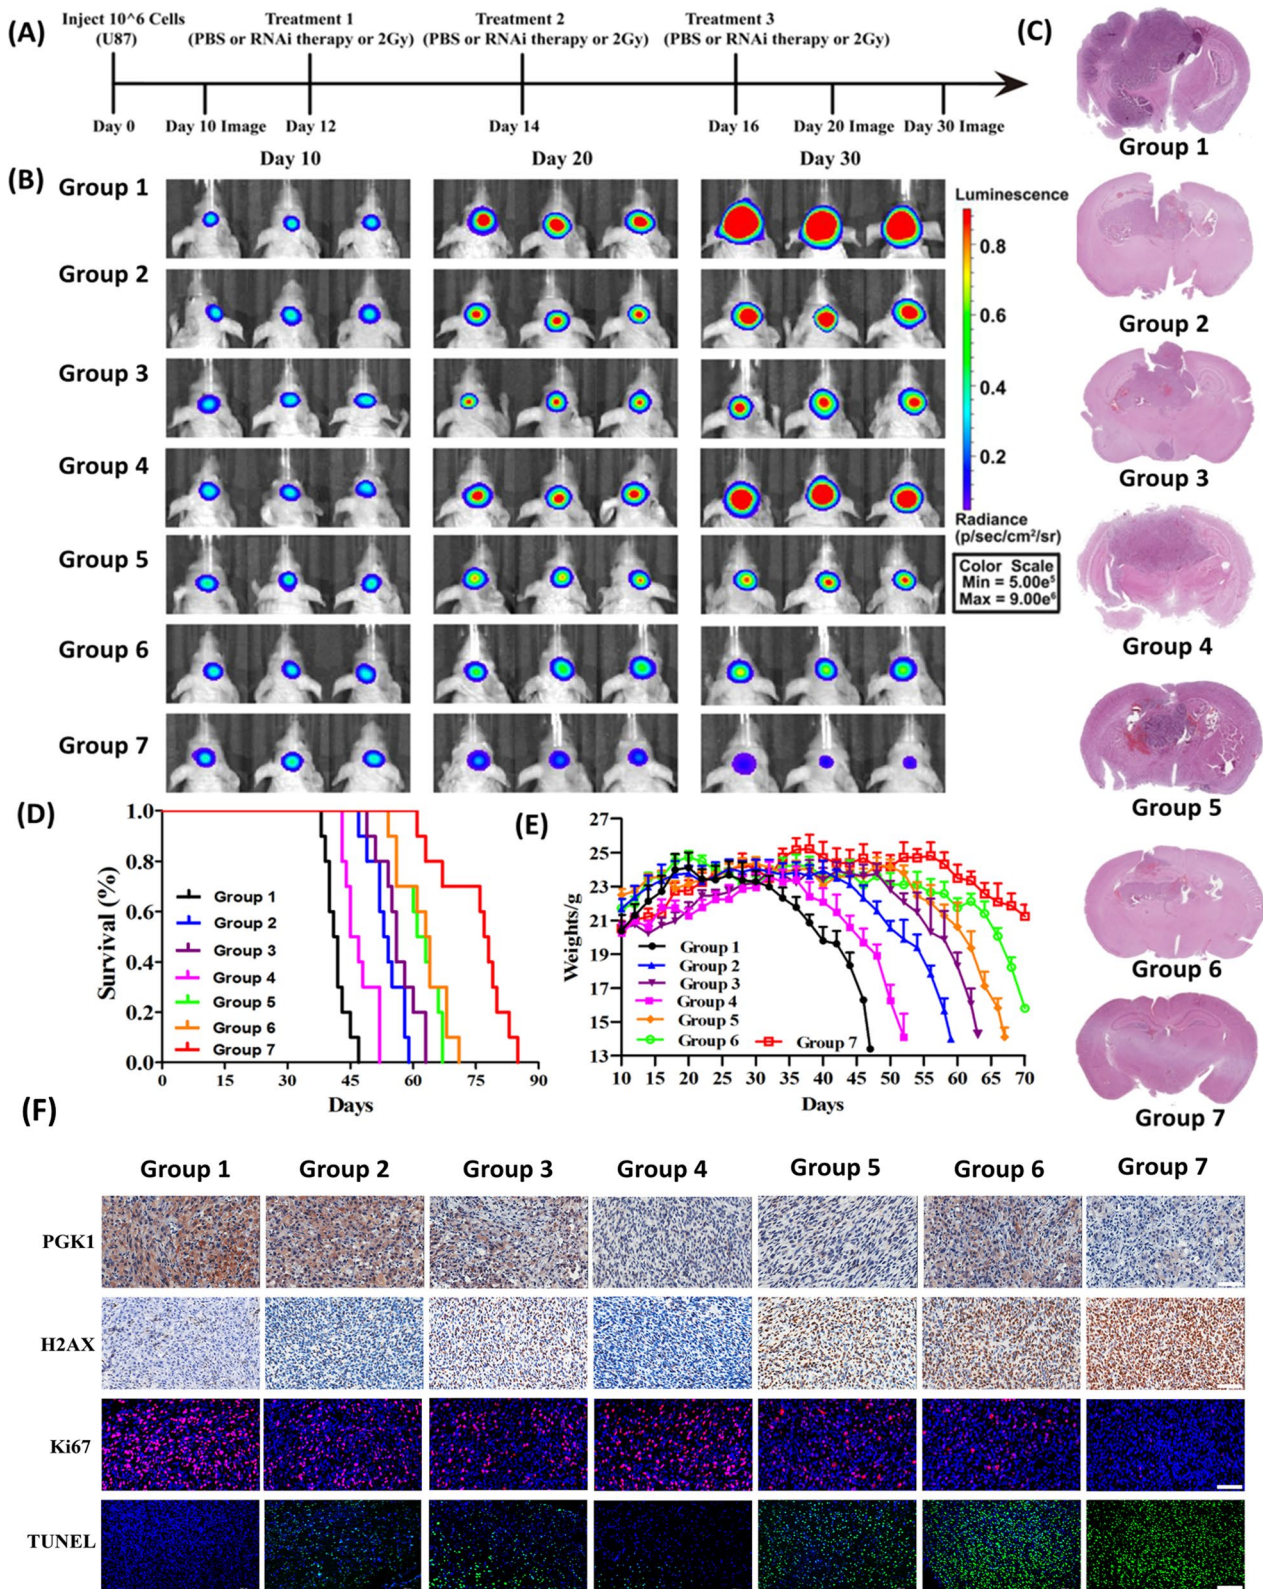 (A)
Inject 10^6 Cells
(U87)
Treatment 1
(PBS or RNAi therapy or 2Gy)
Treatment 2
(PBS or RNAi therapy or 2Gy)
Treatment 3
(PBS or RNAi therapy or 2Gy)
Day 0
Day 10 Image
Day 12
Day 14
Day 16
Day 20 Image
Day 30 Image
(B)
Day 10
Day 20
Day 30
Group 1
Group 2
Group 3
Group 4
Group 5
Group 6
Group 7
Luminescence
0.8
0.6
0.4
0.2
Radiance
(p/sec/cm²/sr)
Color Scale
Min = 5.00e⁵
Max = 9.00e⁶
(C)
Group 1
Group 2
Group 3
Group 4
Group 5
Group 6
Group 7
(D)
Survival (%)
1.0
0.8
0.6
0.4
0.2
0.0
Group 1
Group 2
Group 3
Group 4
Group 5
Group 6
Group 7
0 15 30 45 60 75 90
Days
(E)
Weights/g
27
25
23
21
19
17
15
13
Group 1
Group 2
Group 3
Group 4
Group 5
Group 6
Group 7
10 15 20 25 30 35 40 45 50 55 60 65 70
Days
(F)
Group 1 Group 2 Group 3 Group 4 Group 5 Group 6 Group 7
PGK1
H2AX
Ki67
TUNEL